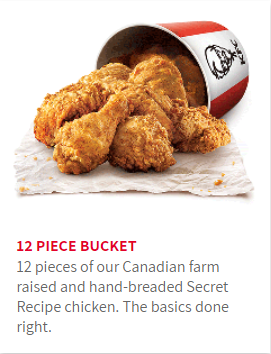 KFC
12 PIECE BUCKET
12 pieces of our Canadian farm
raised and hand-breaded Secret
Recipe chicken. The basics done
right.